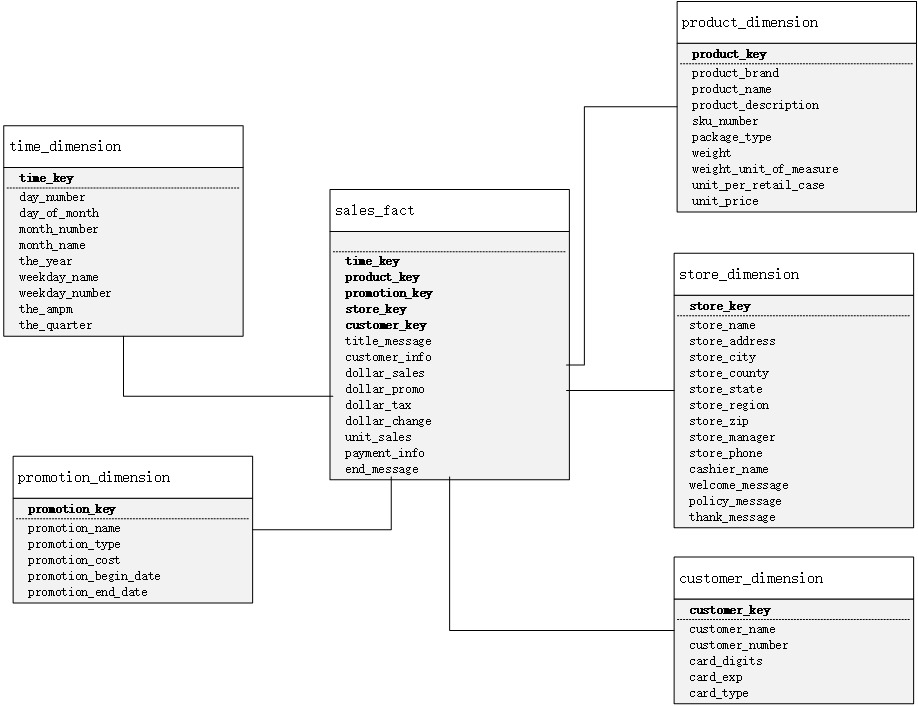 product_dimension
product_key
product_brand
product_name
product_description
sku_number
package_type
weight
weight_unit_of_measure
unit_per_retail_case
unit_price
time_dimension
time_key
day_number
day_of_month
month_number
month_name
the_year
weekday_name
weekday_number
the_ampm
the_quarter
sales_fact
time_key
product_key
promotion_key
store_key
customer_key
title_message
customer_info
dollar_sales
dollar_promo
dollar_tax
dollar_change
unit_sales
payment_info
end_message
store_dimension
store_key
store_name
store_address
store_city
store_county
store_state
store_region
store_zip
store_manager
store_phone
cashier_name
welcome_message
policy_message
thank_message
promotion_dimension
promotion_key
promotion_name
promotion_type
promotion_cost
promotion_begin_date
promotion_end_date
customer_dimension
customer_key
customer_name
customer_number
card_digits
card_exp
card_type